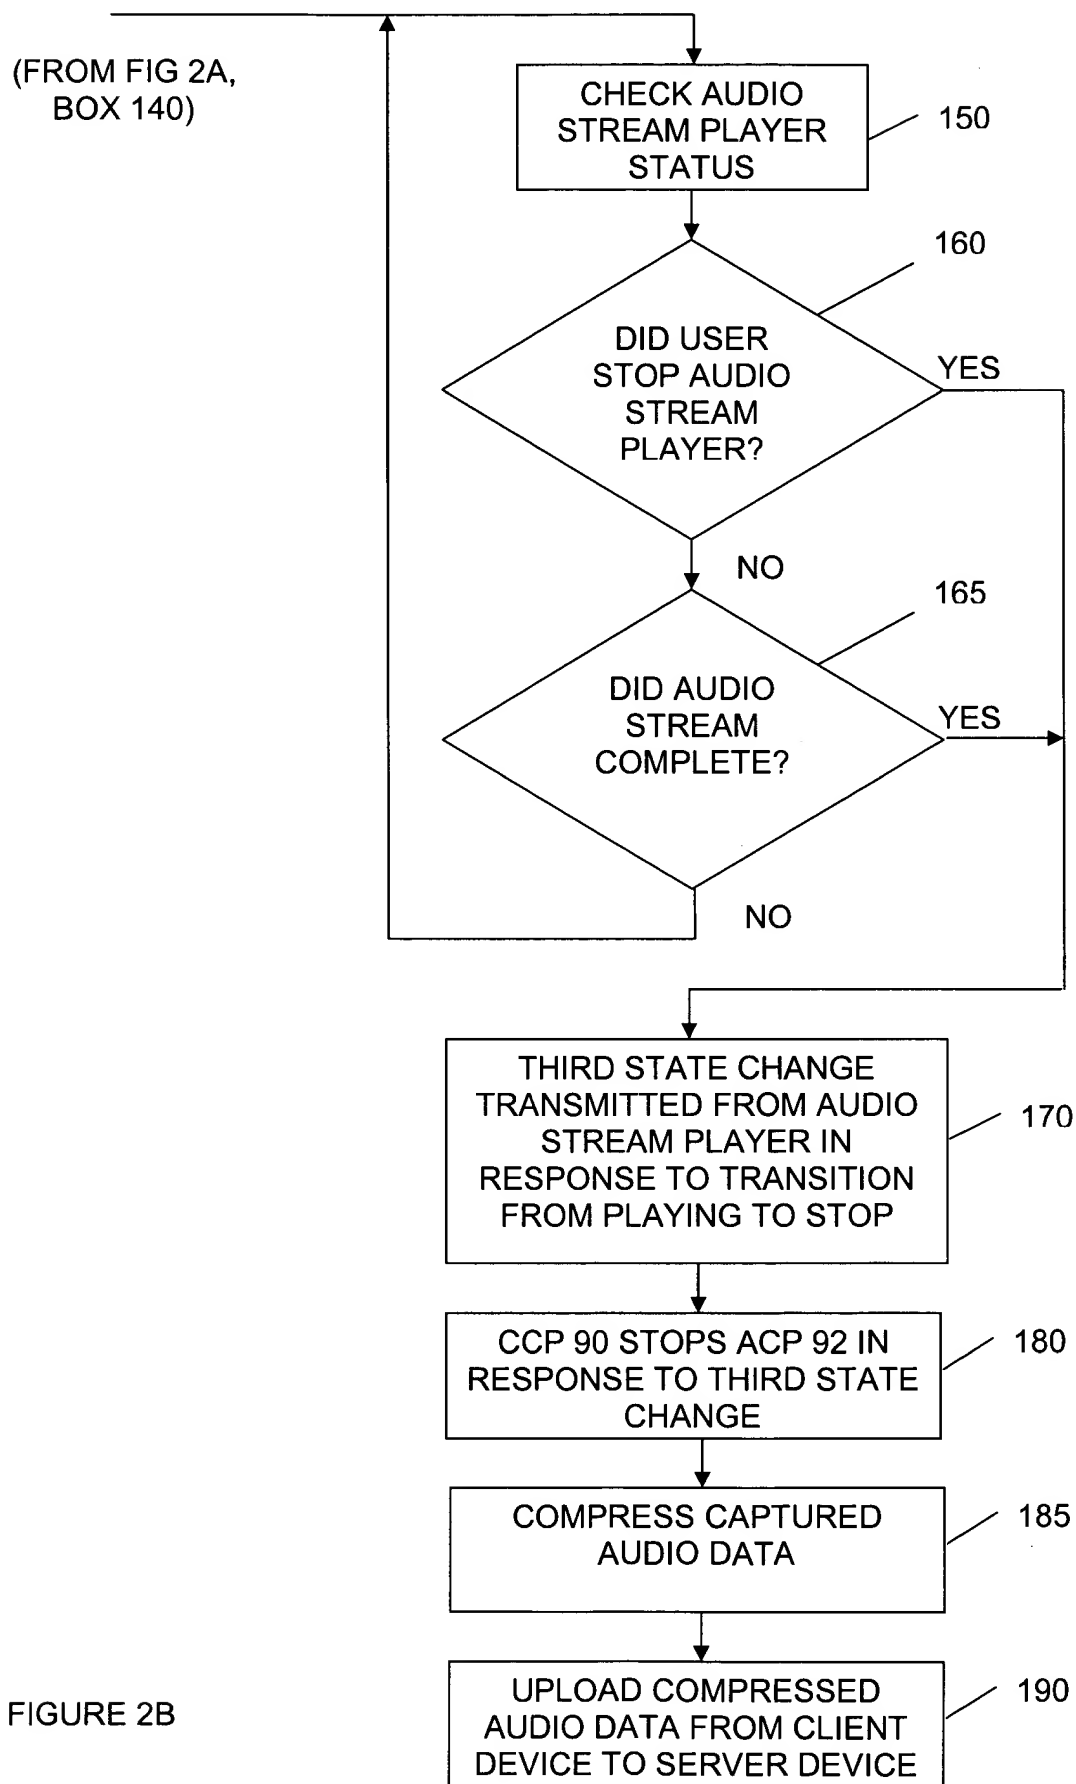 (FROM FIG 2A,
BOX 140)
CHECK AUDIO
STREAM PLAYER
STATUS
150
160
DID USER
STOP AUDIO
STREAM
PLAYER?
YES
NO
165
DID AUDIO
STREAM
COMPLETE?
YES
NO
THIRD STATE CHANGE
TRANSMITTED FROM AUDIO
STREAM PLAYER IN
RESPONSE TO TRANSITION
FROM PLAYING TO STOP
170
CCP 90 STOPS ACP 92 IN
RESPONSE TO THIRD STATE
CHANGE
180
COMPRESS CAPTURED
AUDIO DATA
185
UPLOAD COMPRESSED
AUDIO DATA FROM CLIENT
DEVICE TO SERVER DEVICE
190
FIGURE 2B